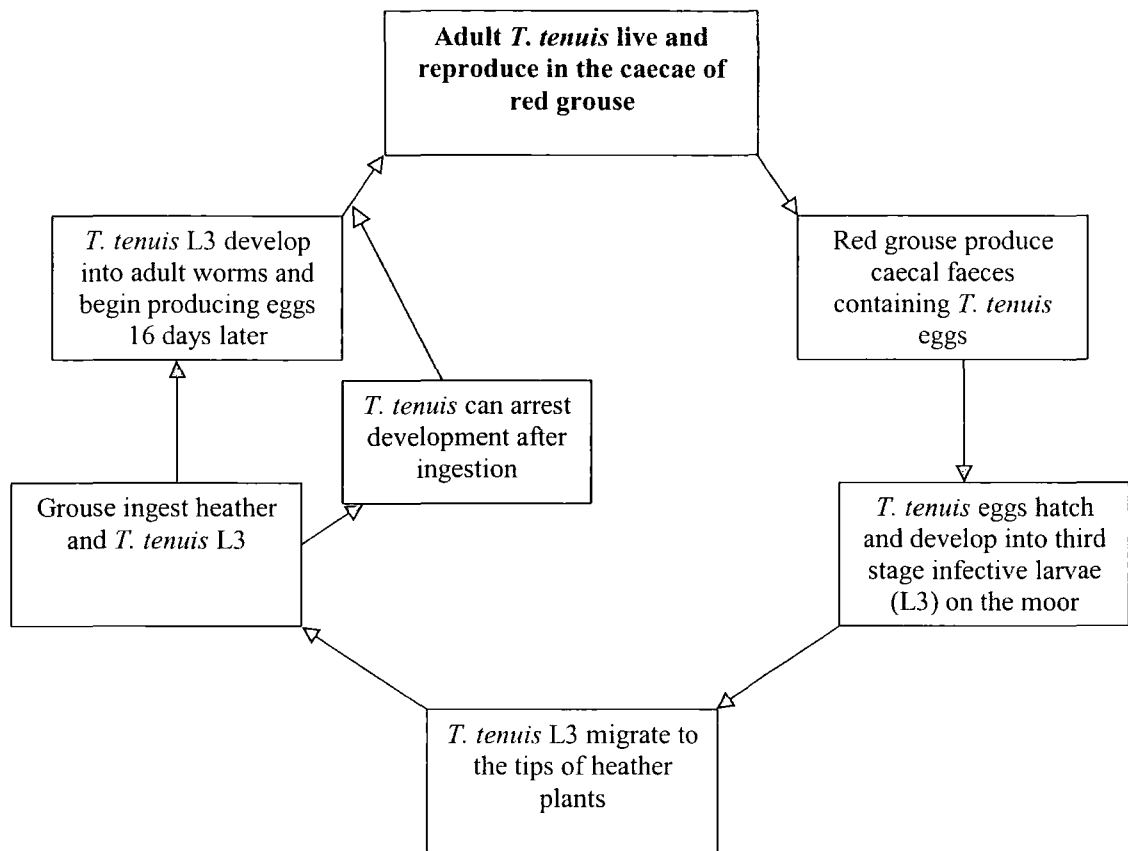 Adult T. tenuis live and
reproduce in the caecae of
red grouse
Red grouse produce
caecal faeces
containing T. tenuis
eggs
T. tenuis eggs hatch
and develop into third
stage infective larvae
(L3) on the moor
T. tenuis L3 migrate to
the tips of heather
plants
Grouse ingest heather
and T. tenuis L3
T. tenuis can arrest
development after
ingestion
T. tenuis L3 develop
into adult worms and
begin producing eggs
16 days later